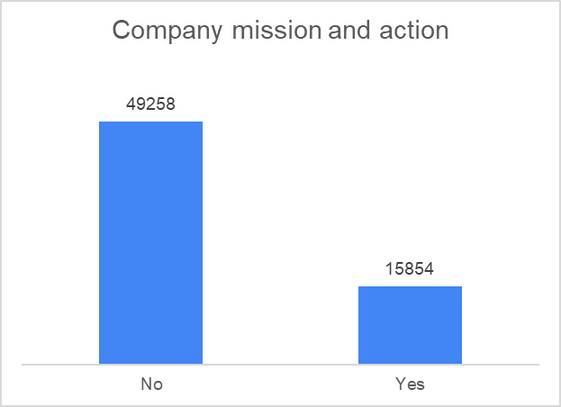 Company mission and action
49258
15854
No
Yes